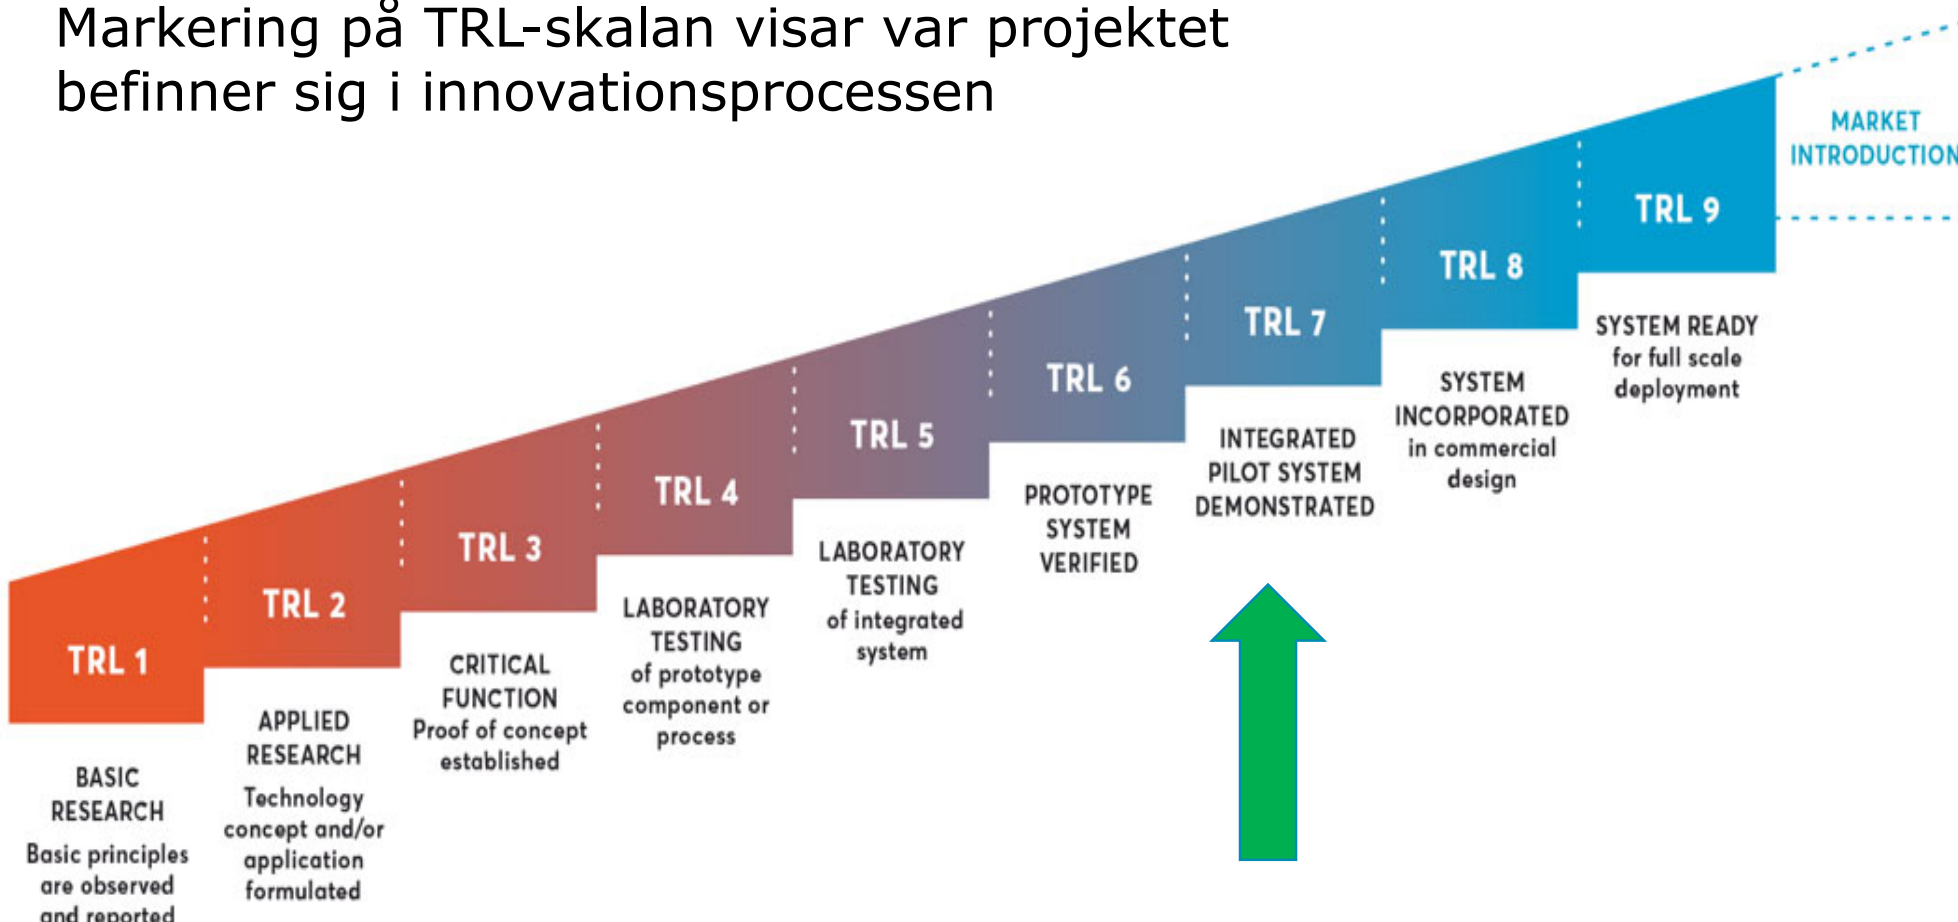 Markering på TRL-skalan visar var projektet
befinner sig i innovationsprocessen
TRL 1
BASIC
RESEARCH
Basic principles
are observed
and reported
TRL 2
APPLIED
RESEARCH
Technology
concept and/or
application
formulated
TRL 3
CRITICAL
FUNCTION
Proof of concept
established
TRL 4
LABORATORY
TESTING
of prototype
component or
process
TRL 5
LABORATORY
TESTING
of integrated
system
TRL 6
PROTOTYPE
SYSTEM
VERIFIED
TRL 7
INTEGRATED
PILOT SYSTEM
DEMONSTRATED
TRL 8
SYSTEM
INCORPORATED
in commercial
design
TRL 9
SYSTEM READY
for full scale
deployment
MARKET
INTRODUCTION